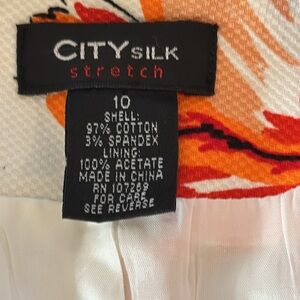 CITY SILK
stretch
10
SHELL:
97% COTTON
3% SPANDEX
LINING:
100% ACETATE
MADE IN CHINA
RN 107269
FOR CARE
SEE REVERSE